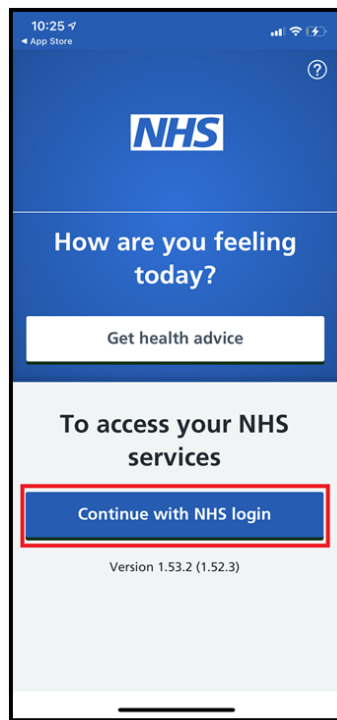 10:25
App Store
NHS
How are you feeling
today?
Get health advice
To access your NHS
services
Continue with NHS login
Version 1.53.2 (1.52.3)